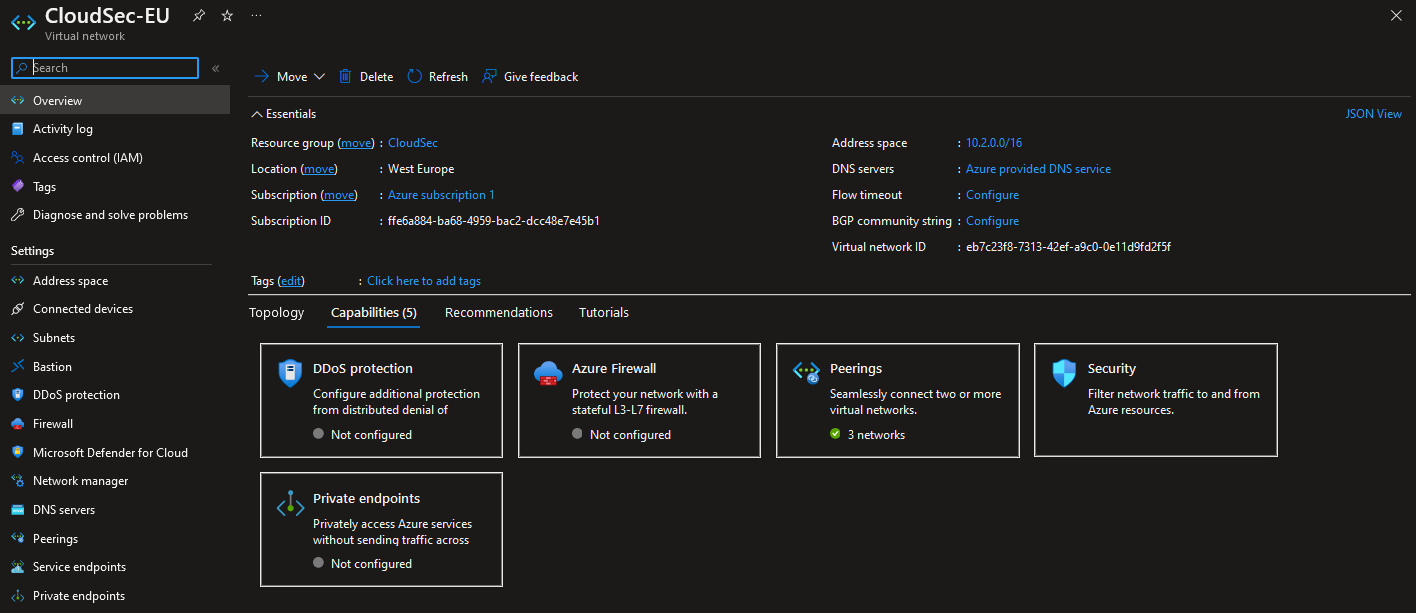 CloudSec-EU
Virtual network
Search
Overview
Activity log
Access control (IAM)
Tags
Diagnose and solve problems
Settings
Address space
Connected devices
Subnets
Bastion
DDoS protection
Firewall
Microsoft Defender for Cloud
Network manager
DNS servers
Peerings
Service endpoints
Private endpoints
Move
Delete
Refresh
Give feedback
Essentials
JSON View
Resource group (move) : CloudSec
Location (move) : West Europe
Subscription (move) : Azure subscription 1
Subscription ID : ffe6a884-ba68-4959-bac2-dcc48e7e45b1
Address space : 10.2.0.0/16
DNS servers : Azure provided DNS service
Flow timeout : Configure
BGP community string : Configure
Virtual network ID : eb7c23f8-7313-42ef-a9c0-0e11d9fd2f5f
Tags (edit) : Click here to add tags
Topology
Capabilities (5)
Recommendations
Tutorials
DDoS protection
Configure additional protection
from distributed denial of
Not configured
Azure Firewall
Protect your network with a
stateful L3-L7 firewall.
Not configured
Peerings
Seamlessly connect two or more
virtual networks.
3 networks
Security
Filter network traffic to and from
Azure resources.
Private endpoints
Privately access Azure services
without sending traffic across
Not configured